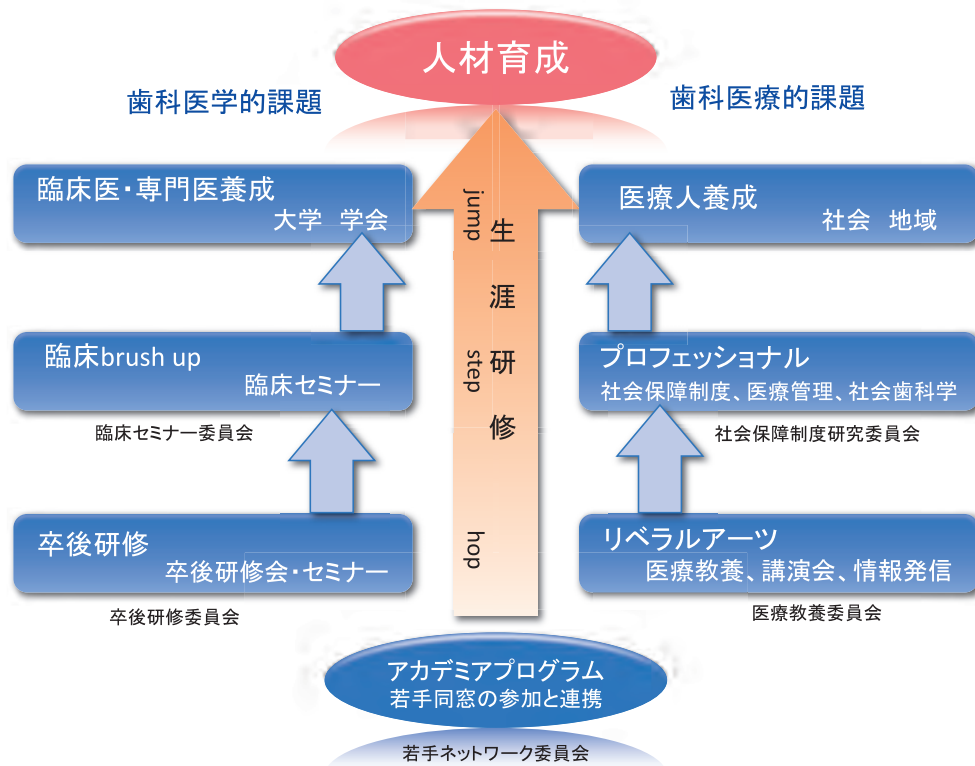 人材育成
歯科医学的課題
歯科医療的課題
臨床医・専門医養成
大学 学会
医療人養成
社会 地域
jump
step
hop
生涯研修
臨床brush up
臨床セミナー
臨床セミナー委員会
プロフェッショナル
社会保障制度、医療管理、社会歯科学
社会保障制度研究委員会
卒後研修
卒後研修会・セミナー
卒後研修委員会
リベラルアーツ
医療教養、講演会、情報発信
医療教養委員会
アカデミアプログラム
若手同窓の参加と連携
若手ネットワーク委員会